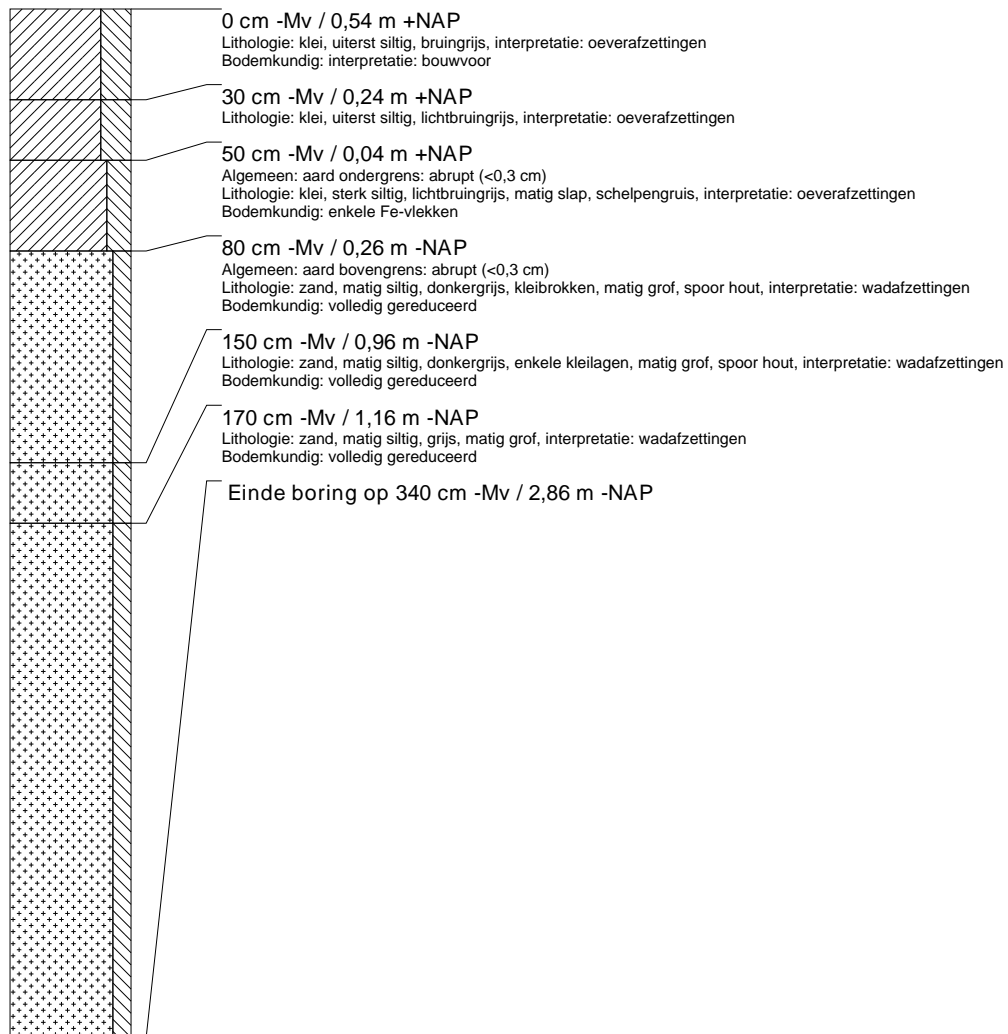 0 cm -Mv / 0,54 m +NAP
Lithologie: klei, uiterst siltig, bruingrijs, interpretatie: oeverafzettingen
Bodemkundig: interpretatie: bouwvoor
30 cm -Mv / 0,24 m +NAP
Lithologie: klei, uiterst siltig, lichtbruingrijs, interpretatie: oeverafzettingen
50 cm -Mv / 0,04 m +NAP
Algemeen: aard ondergrens: abrupt (<0,3 cm)
Lithologie: klei, sterk siltig, lichtbruingrijs, matig slap, schelpengruis, interpretatie: oeverafzettingen
Bodemkundig: enkele Fe-vlekken
80 cm -Mv / 0,26 m -NAP
Algemeen: aard bovengrens: abrupt (<0,3 cm)
Lithologie: zand, matig siltig, donkergrijs, kleibrokken, matig grof, spoor hout, interpretatie: wadafzettingen
Bodemkundig: volledig gereduceerd
150 cm -Mv / 0,96 m -NAP
Lithologie: zand, matig siltig, donkergrijs, enkele kleilagen, matig grof, spoor hout, interpretatie: wadafzettingen
Bodemkundig: volledig gereduceerd
170 cm -Mv / 1,16 m -NAP
Lithologie: zand, matig siltig, grijs, matig grof, interpretatie: wadafzettingen
Bodemkundig: volledig gereduceerd
Einde boring op 340 cm -Mv / 2,86 m -NAP